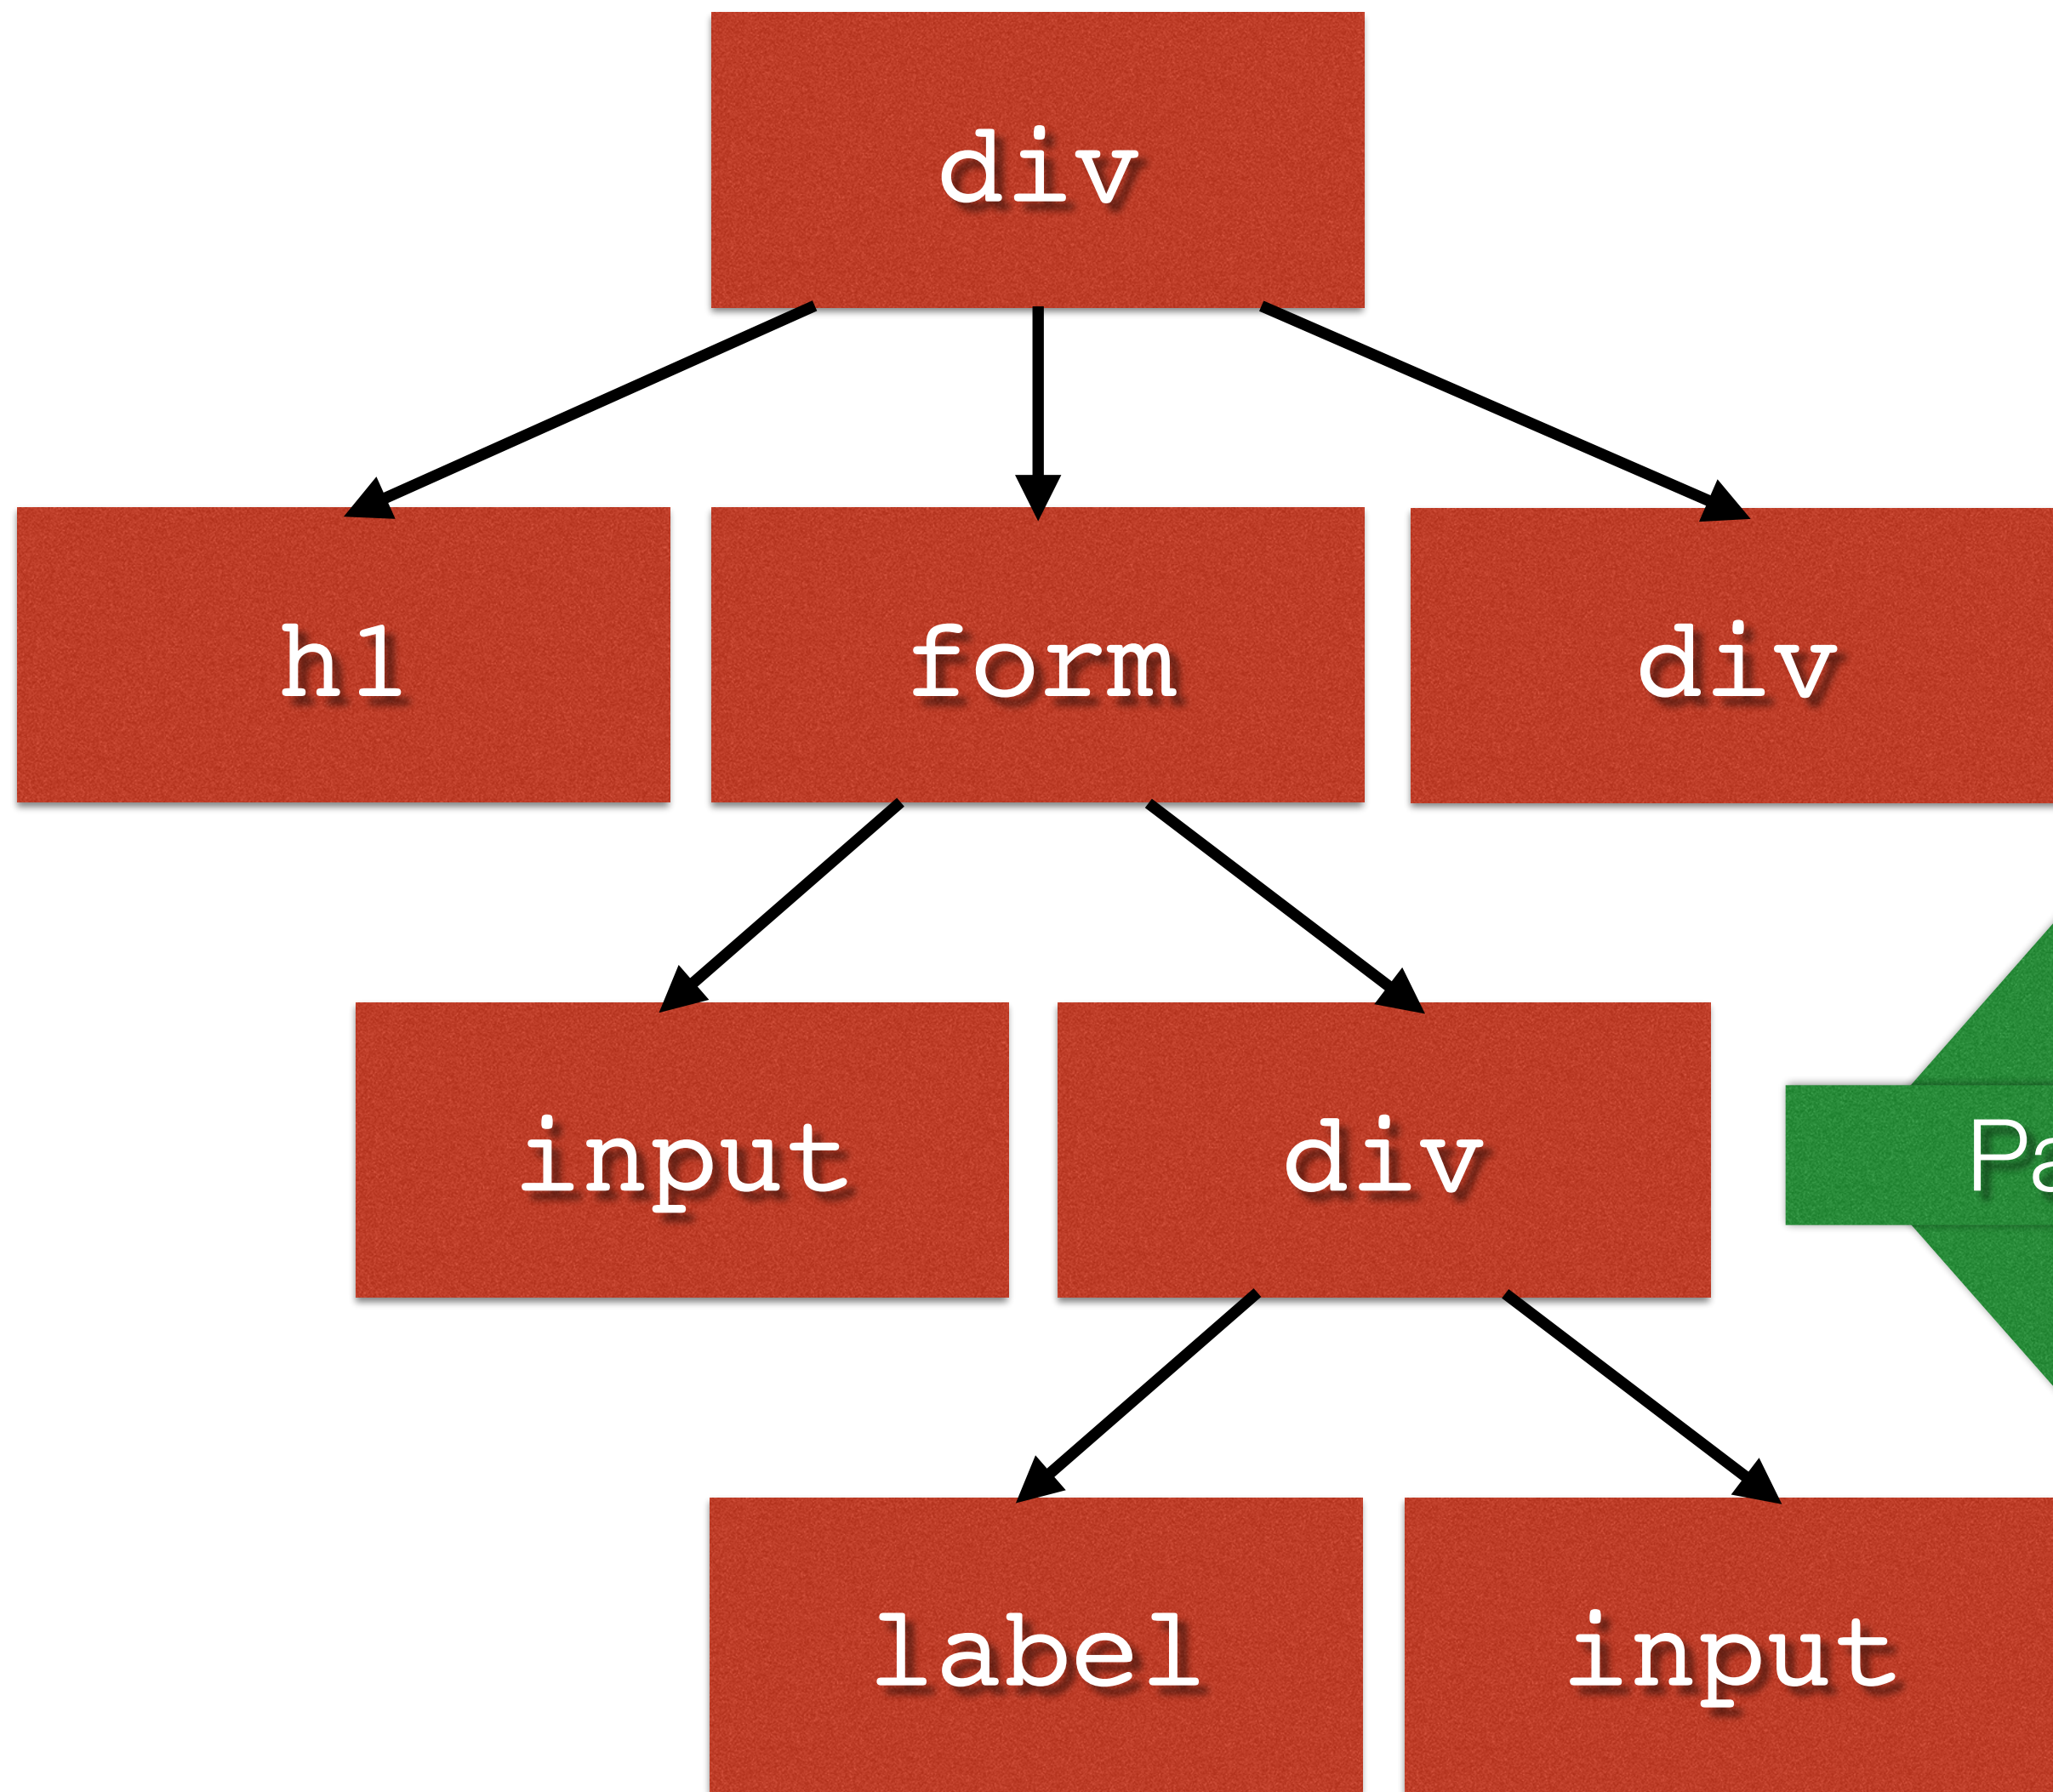 div
h1
form
div
input
div
label
input